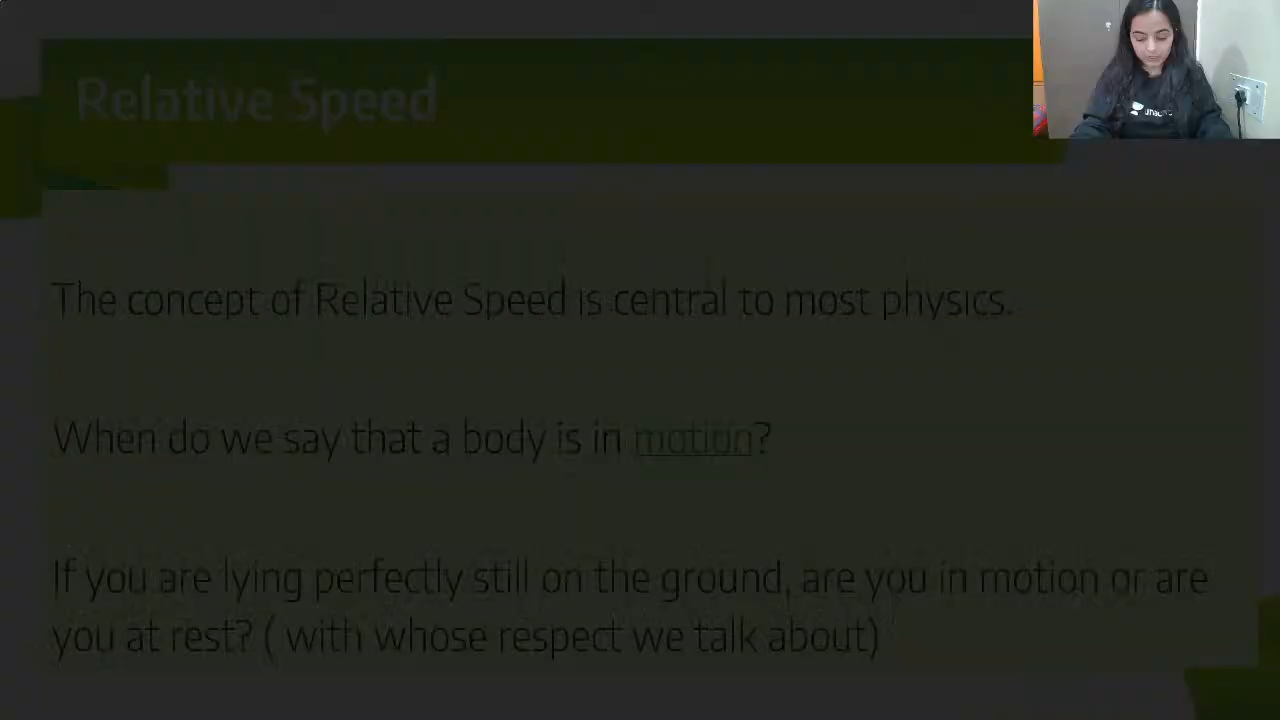 Relative Speed
The concept of Relative Speed is central to most physics.
When do we say that a body is in motion?
If you are lying perfectly still on the ground, are you in motion or are
you at rest? ( with whose respect we talk about)